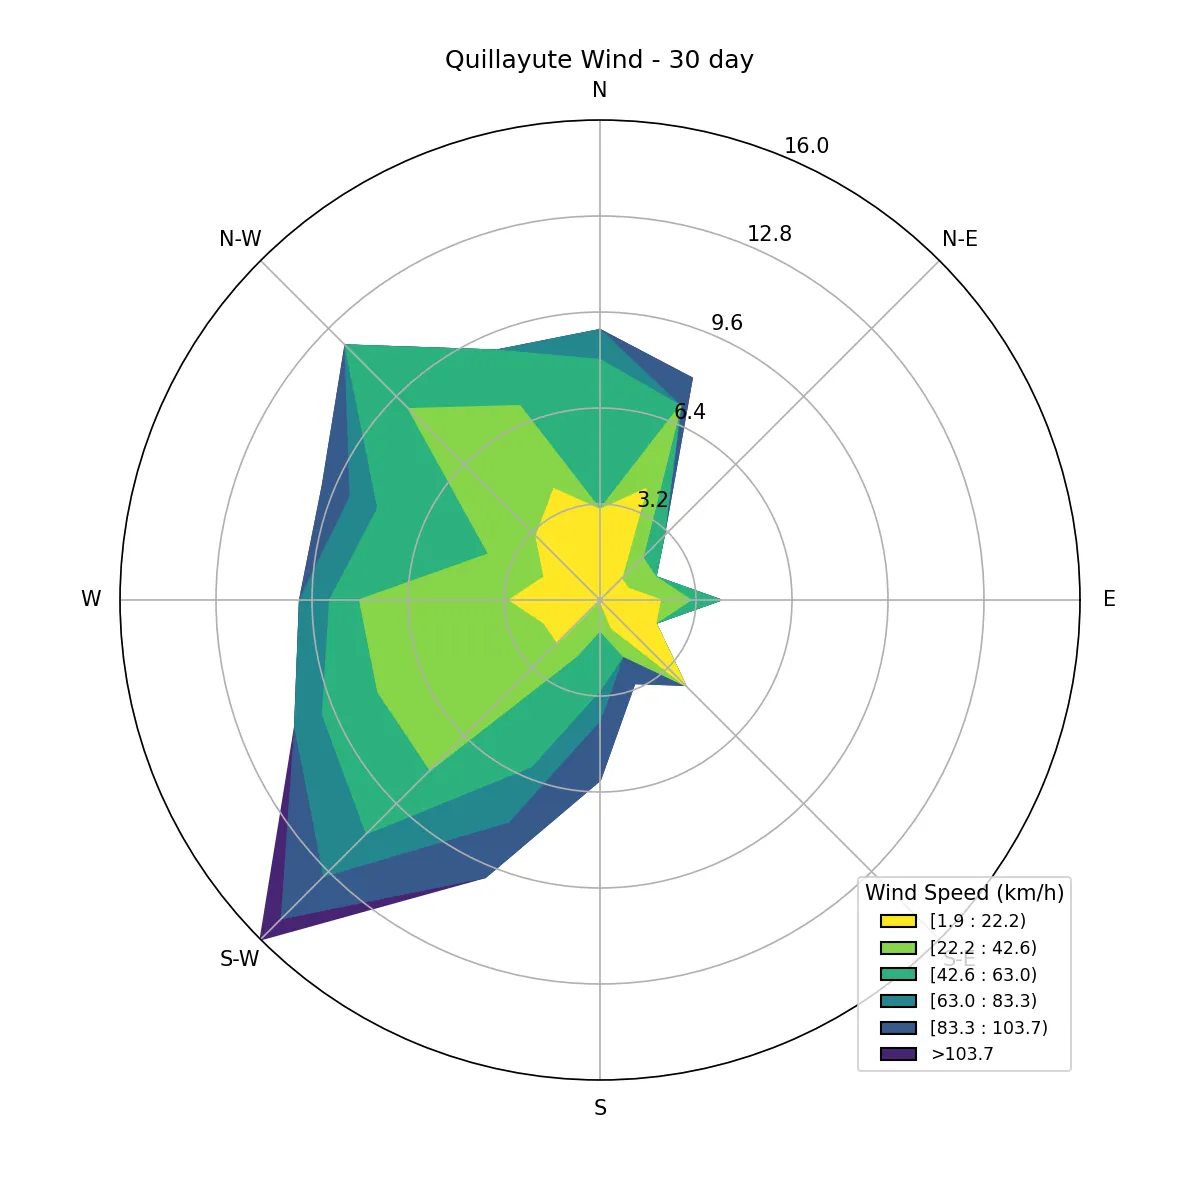 Quillayute Wind - 30 day
N
16.0
N-W
12.8
N-E
9.6
6.4
3.2
W
E
S-W
S-E
S
Wind Speed (km/h)
[1.9 : 22.2)
[22.2 : 42.6)
[42.6 : 63.0)
[63.0 : 83.3)
[83.3 : 103.7)
>103.7